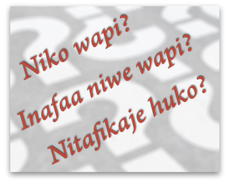 Niko wapi?
Inafaa niwe wapi?
Nitafikaje huko?